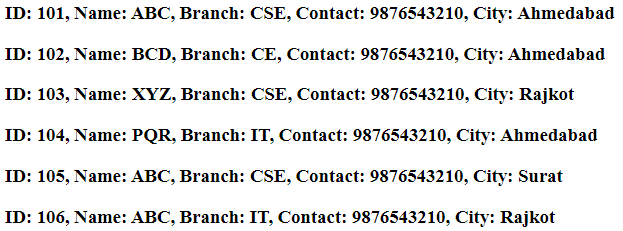 ID: 101, Name: ABC, Branch: CSE, Contact: 9876543210, City: Ahmedabad
ID: 102, Name: BCD, Branch: CE, Contact: 9876543210, City: Ahmedabad
ID: 103, Name: XYZ, Branch: CSE, Contact: 9876543210, City: Rajkot
ID: 104, Name: PQR, Branch: IT, Contact: 9876543210, City: Ahmedabad
ID: 105, Name: ABC, Branch: CSE, Contact: 9876543210, City: Surat
ID: 106, Name: ABC, Branch: IT, Contact: 9876543210, City: Rajkot